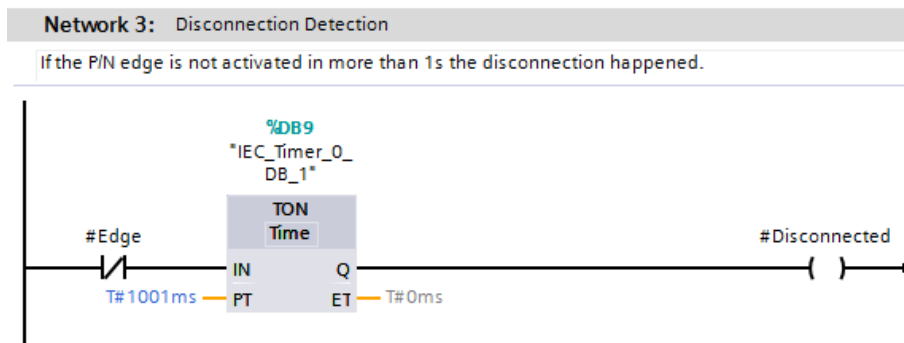 Network 3: Disconnection Detection
If the P/N edge is not activated in more than 1s the disconnection happened.
%DB9
"IEC_Timer_0_
DB_1"
TON
Time
#Edge
#Disconnected
IN Q
T#1001ms PT ET T#0ms